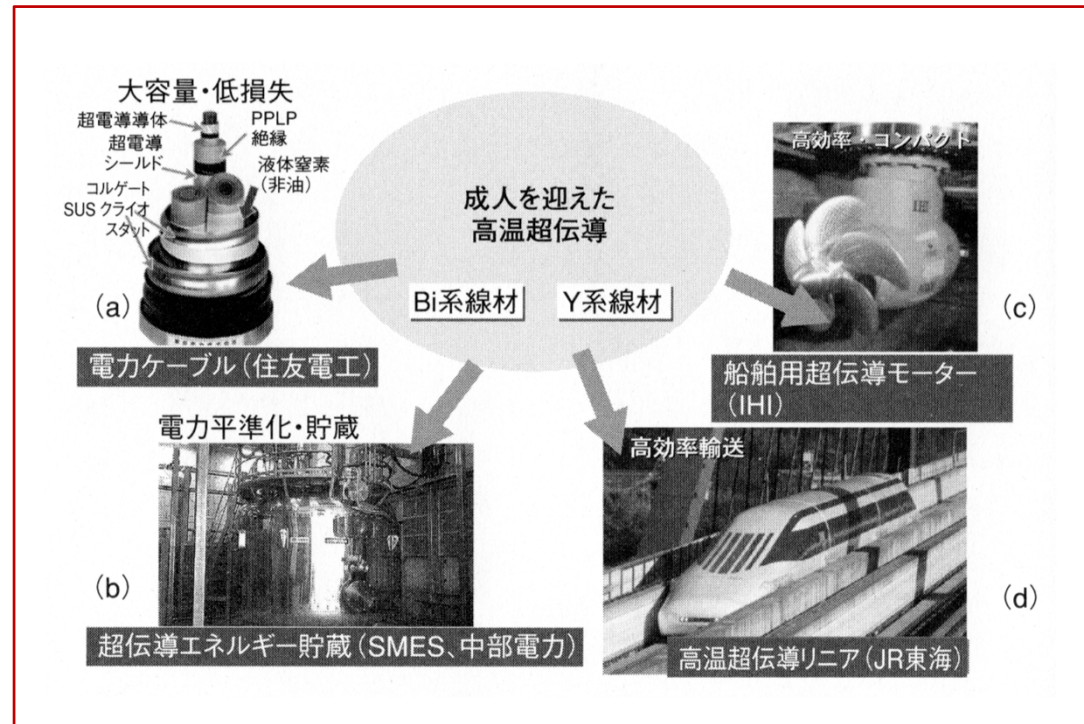 大容量・低損失
超電導導体
超電導
シールド
コルゲート
SUS クライオ
スタット
PPLP
絶縁
液体窒素
(非油)
(a)
電力ケーブル(住友電工)
成人を迎えた
高温超伝導
Bi系線材
Y系線材
高効率・コンパクト
IHI
(c)
船舶用超伝導モーター
(IHI)
電力平準化・貯蔵
(b)
超伝導エネルギー貯蔵(SMES、中部電力)
高効率輸送
(d)
高温超伝導リニア(JR東海)